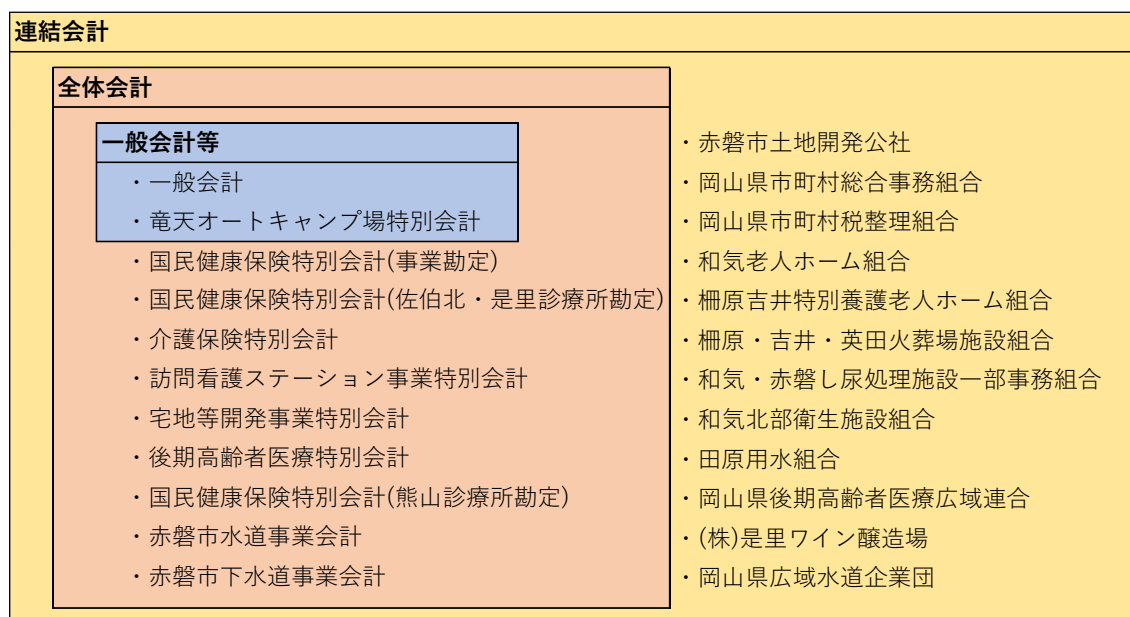 連結会計
全体会計
一般会計等
・一般会計
・竜天オートキャンプ場特別会計
・国民健康保険特別会計(事業勘定)
・国民健康保険特別会計(佐伯北・是里診療所勘定)
・介護保険特別会計
・訪問看護ステーション事業特別会計
・宅地等開発事業特別会計
・後期高齢者医療特別会計
・国民健康保険特別会計(熊山診療所勘定)
・赤磐市水道事業会計
・赤磐市下水道事業会計
・赤磐市土地開発公社
・岡山県市町村総合事務組合
・岡山県市町村税整理組合
・和気老人ホーム組合
・柵原吉井特別養護老人ホーム組合
・柵原・吉井・英田火葬場施設組合
・和気・赤磐し尿処理施設一部事務組合
・和気北部衛生施設組合
・田原用水組合
・岡山県後期高齢者医療広域連合
・(株)是里ワイン醸造場
・岡山県広域水道企業団